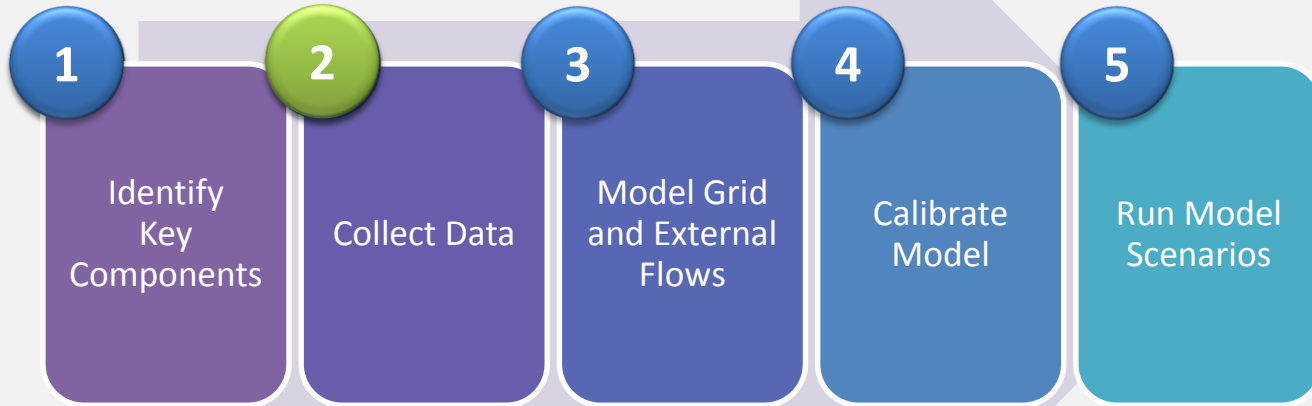 1
Identify
Key
Components
2
Collect Data
3
Model Grid
and External
Flows
4
Calibrate
Model
5
Run Model
Scenarios